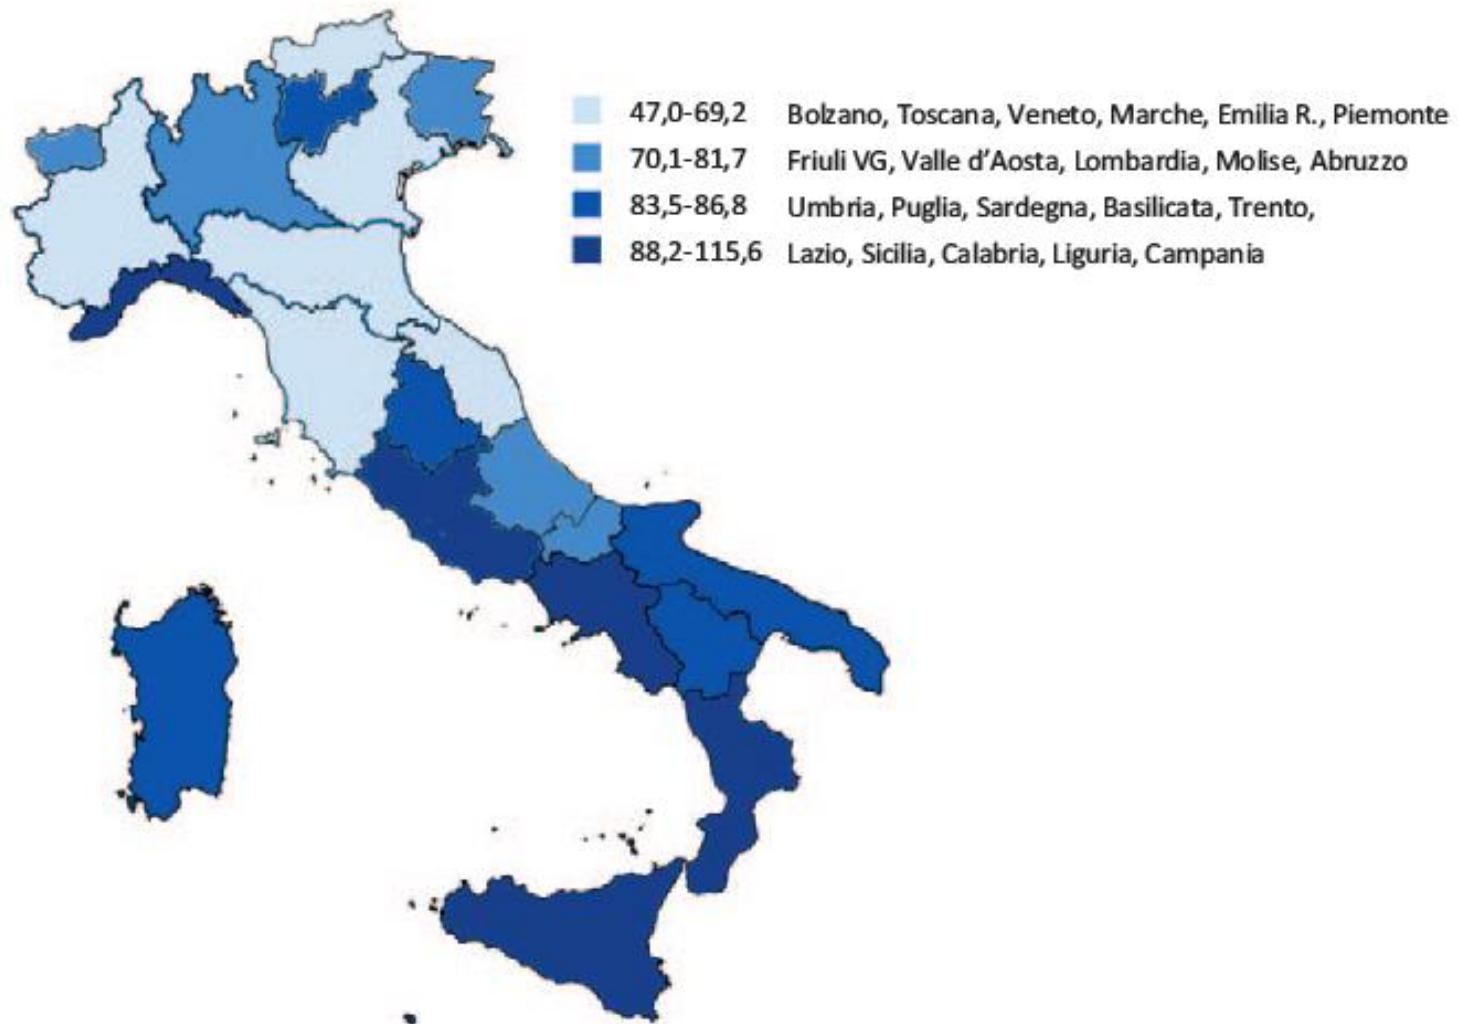 47,0-69,2 Bolzano, Toscana, Veneto, Marche, Emilia R., Piemonte
70,1-81,7 Friuli VG, Valle d’Aosta, Lombardia, Molise, Abruzzo
83,5-86,8 Umbria, Puglia, Sardegna, Basilicata, Trento,
88,2-115,6 Lazio, Sicilia, Calabria, Liguria, Campania